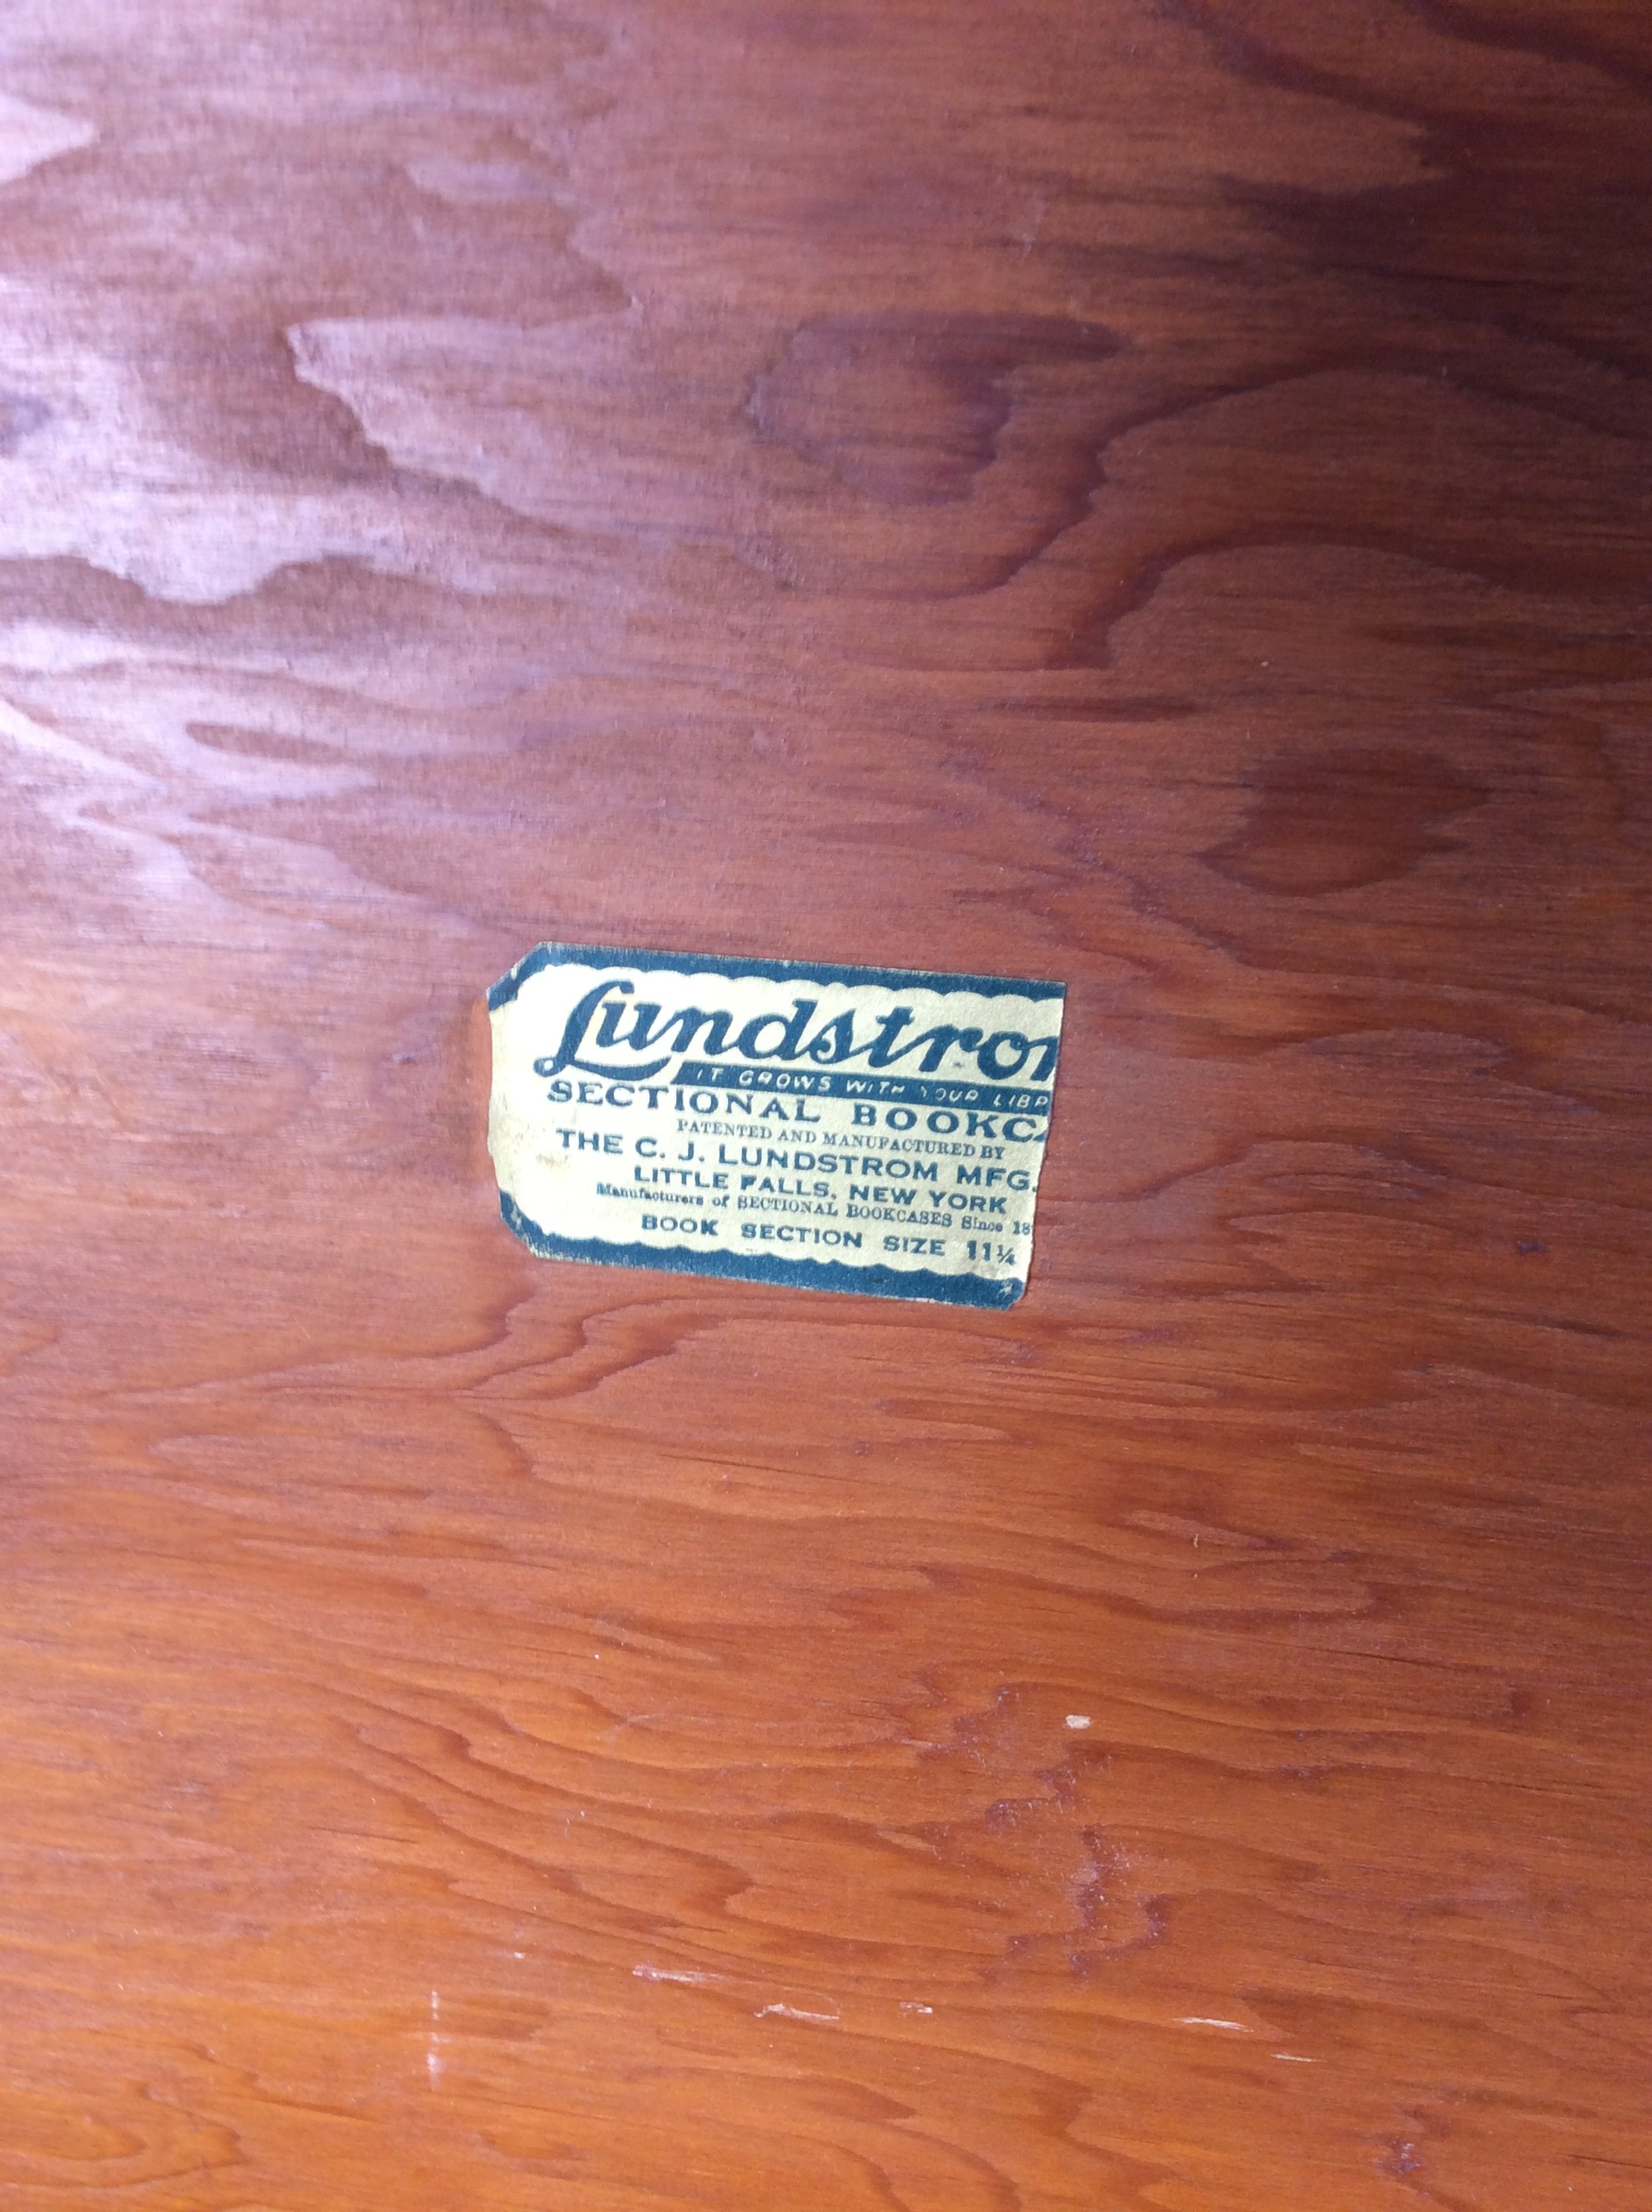 Lundstrom
IT GROWS WITH YOUR LIBR
SECTIONAL BOOKCA
PATENTED AND MANUFACTURED BY
THE C. J. LUNDSTROM MFG.
LITTLE FALLS, NEW YORK
Manufacturers of SECTIONAL BOOKCASES Since 18
BOOK SECTION SIZE 11¼